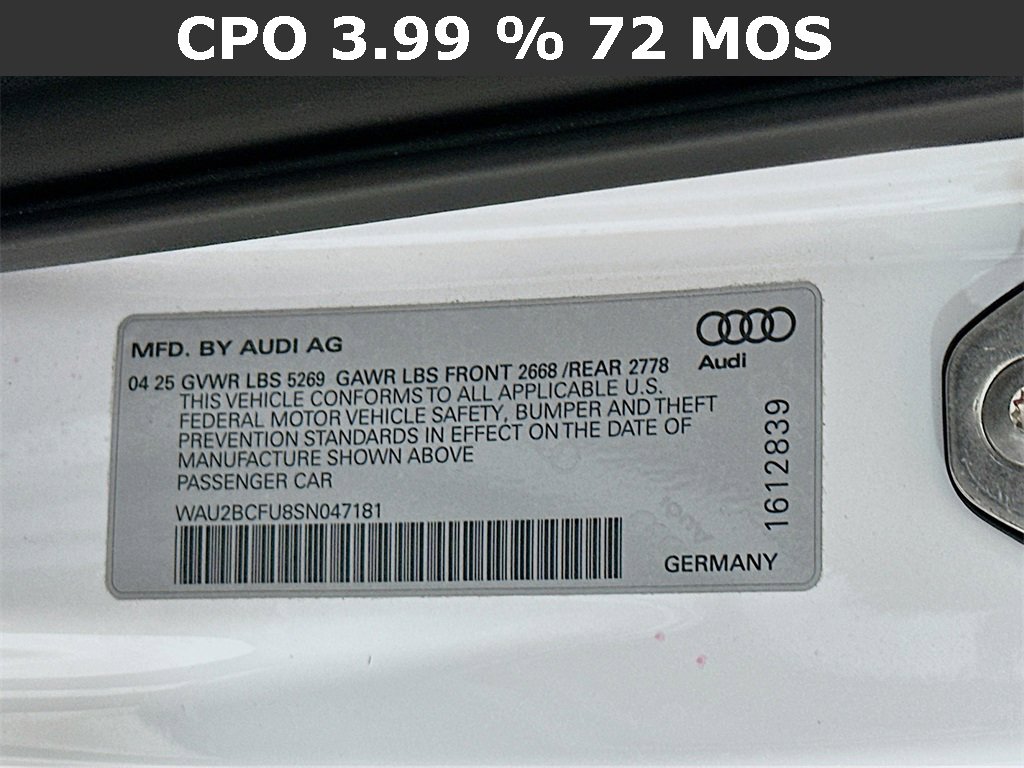 CPO 3.99 % 72 MOS
MFD. BY AUDI AG
Audi
04 25 GVWR LBS 5269 GAWR LBS FRONT 2668 /REAR 2778
THIS VEHICLE CONFORMS TO ALL APPLICABLE U.S.
FEDERAL MOTOR VEHICLE SAFETY, BUMPER AND THEFT
PREVENTION STANDARDS IN EFFECT ON THE DATE OF
MANUFACTURE SHOWN ABOVE
PASSENGER CAR
WAU2BCFU8SN047181
1612839
GERMANY